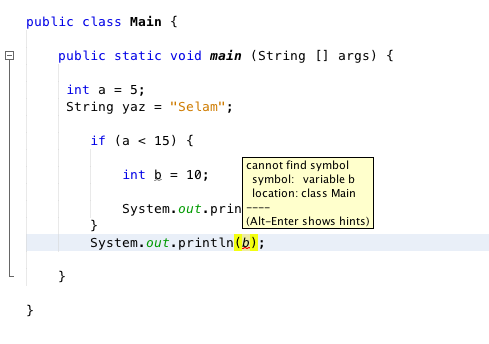 public class Main {
public static void main (String [] args) {
int a = 5;
String yaz = "Selam";
if (a < 15) {
int b = 10;
System.out.prin
}
System.out.println(b);
}
}
cannot find symbol
symbol: variable b
location: class Main
----
(Alt-Enter shows hints)